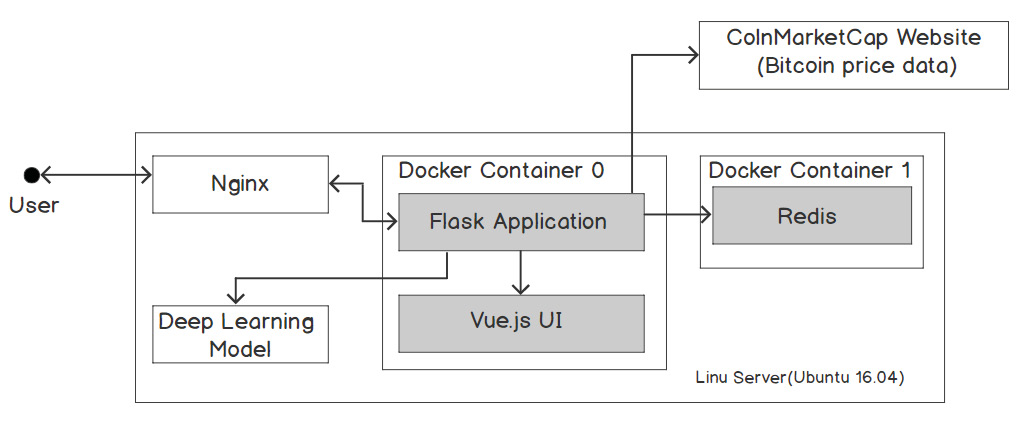 CoInMarketCap Website
(Bitcoin price data)
Nginx
User
Docker Container 0
Flask Application
Docker Container 1
Redis
Deep Learning
Model
Vue.js UI
Linu Server(Ubuntu 16.04)